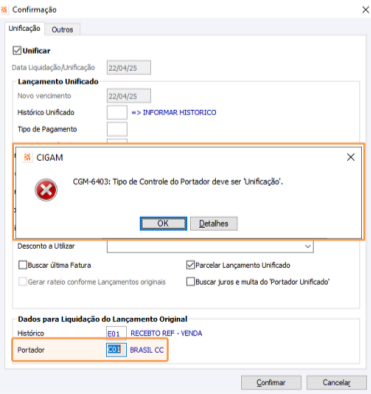 Confirmação
Unificação Outros
Unificar
Data Liquidação/Unificação 22/04/25
Lançamento Unificado
Novo vencimento 22/04/25
Histórico Unificado => INFORMAR HISTORICO
Tipo de Pagamento
CIGAM
CGM-6403: Tipo de Controle do Portador deve ser 'Unificação'.
OK Detalhes
Desconto a Utilizar
Buscar última Fatura Parcelar Lançamento Unificado
Gerar rateio conforme Lançamentos originais Buscar juros e multa do 'Portador Unificado'
Dados para Liquidação do Lançamento Original
Histórico E01 RECEBTO REF - VENDA
Portador C01 BRASIL CC
Confirmar Cancelar